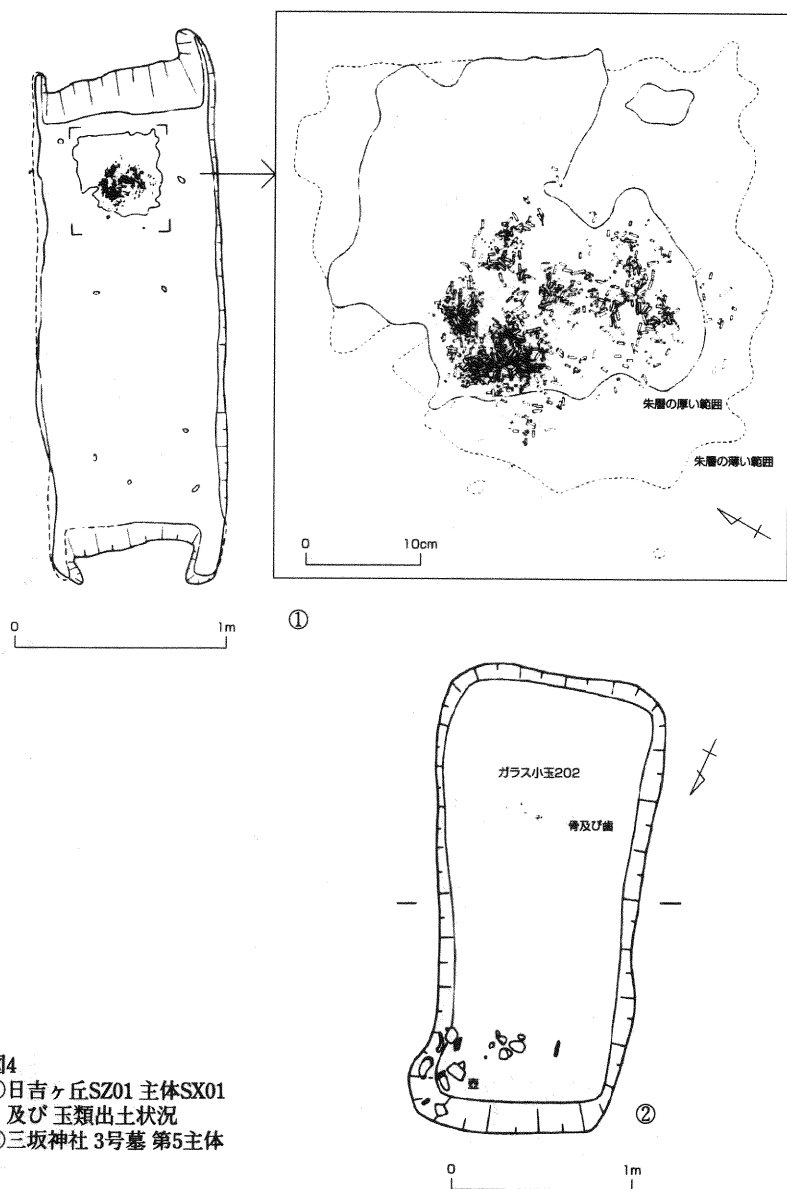 朱層の厚い範囲
朱層の薄い範囲
0 10cm
0 1m
①
ガラス小玉202
骨及び歯
壺
②
0 1m
図4
①日吉ヶ丘SZ01 主体SX01
及び 玉類出土状況
②三坂神社 3号墓 第5主体